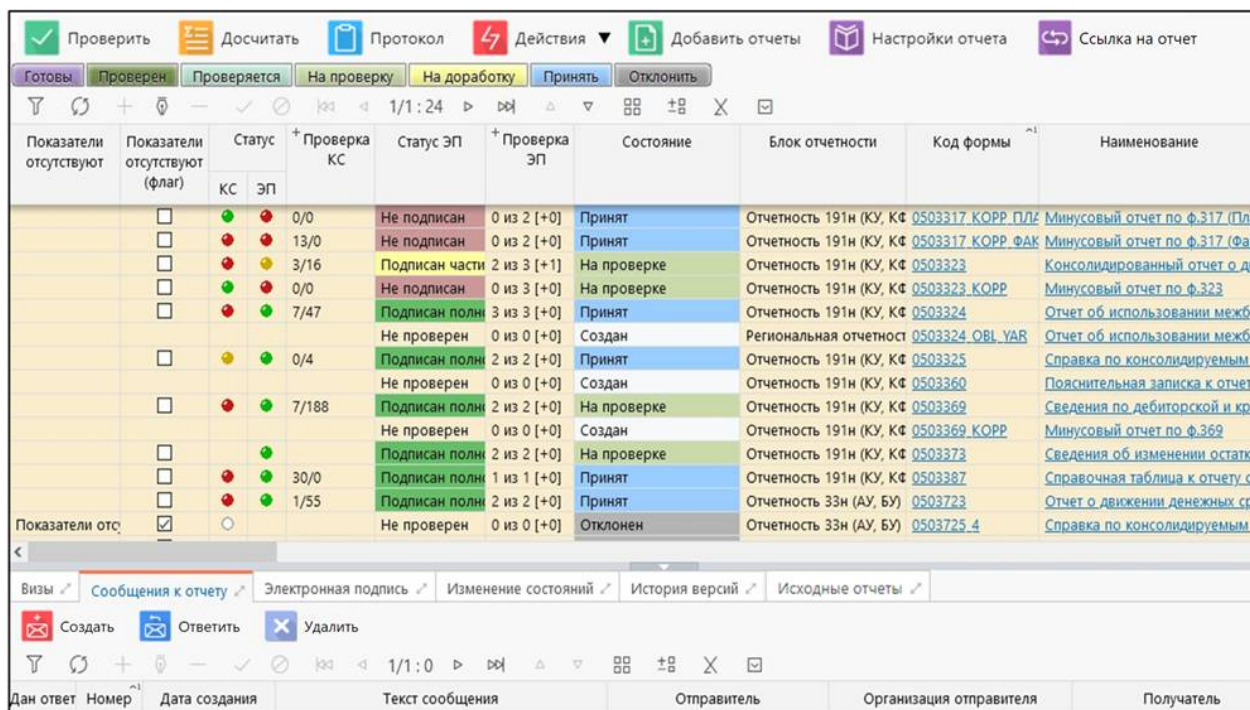 Проверить Досчитать Протокол Действия ▼ Добавить отчеты Настройки отчета Ссылка на отчет
Готовы Проверен Проверяется На проверку На доработку Принять Отклонить
1/1 : 24
Показатели отсутствуют Показатели отсутствуют (флаг) Статус КС ЭП +Проверка КС Статус ЭП +Проверка ЭП Состояние Блок отчетности Код формы Наименование
0/0 Не подписан 0 из 2 [+0] Принят Отчетность 191н (КУ, КФ 0503317_КОРР_ПЛА Минусовый отчет по ф.317 (Пл
13/0 Не подписан 0 из 2 [+0] Принят Отчетность 191н (КУ, КФ 0503317_КОРР_ФАК Минусовый отчет по ф.317 (Фа
3/16 Подписан части 2 из 3 [+1] На проверке Отчетность 191н (КУ, КФ 0503323 Консолидированный отчет о д
0/0 Не подписан 0 из 3 [+0] На проверке Отчетность 191н (КУ, КФ 0503323_КОРР Минусовый отчет по ф.323
7/47 Подписан полн 3 из 3 [+0] Принят Отчетность 191н (КУ, КФ 0503324 Отчет об использовании межб
Не проверен 0 из 0 [+0] Создан Региональная отчетност 0503324_OBL_YAR Отчет об использовании межб
0/4 Подписан полн 2 из 2 [+0] Принят Отчетность 191н (КУ, КФ 0503325 Справка по консолидируемым
Не проверен 0 из 0 [+0] Создан Отчетность 191н (КУ, КФ 0503360 Пояснительная записка к отчет
7/188 Подписан полн 2 из 2 [+0] На проверке Отчетность 191н (КУ, КФ 0503369 Сведения по дебиторской и кр
Не проверен 0 из 0 [+0] Создан Отчетность 191н (КУ, КФ 0503369_КОРР Минусовый отчет по ф.369
Подписан полн 2 из 2 [+0] На проверке Отчетность 191н (КУ, КФ 0503373 Сведения об изменении остатк
30/0 Подписан полн 1 из 1 [+0] Принят Отчетность 191н (КУ, КФ 0503387 Справочная таблица к отчету о
1/55 Подписан полн 2 из 2 [+0] Принят Отчетность 33н (АУ, БУ) 0503723 Отчет о движении денежных ср
Показатели отс Не проверен 0 из 0 [+0] Отклонен Отчетность 33н (АУ, БУ) 0503725_4 Справка по консолидируемым
Визы Сообщения к отчету Электронная подпись Изменение состояний История версий Исходные отчеты
Создать Ответить Удалить
1/1 : 0
Дан ответ Номер Дата создания Текст сообщения Отправитель Организация отправителя Получатель